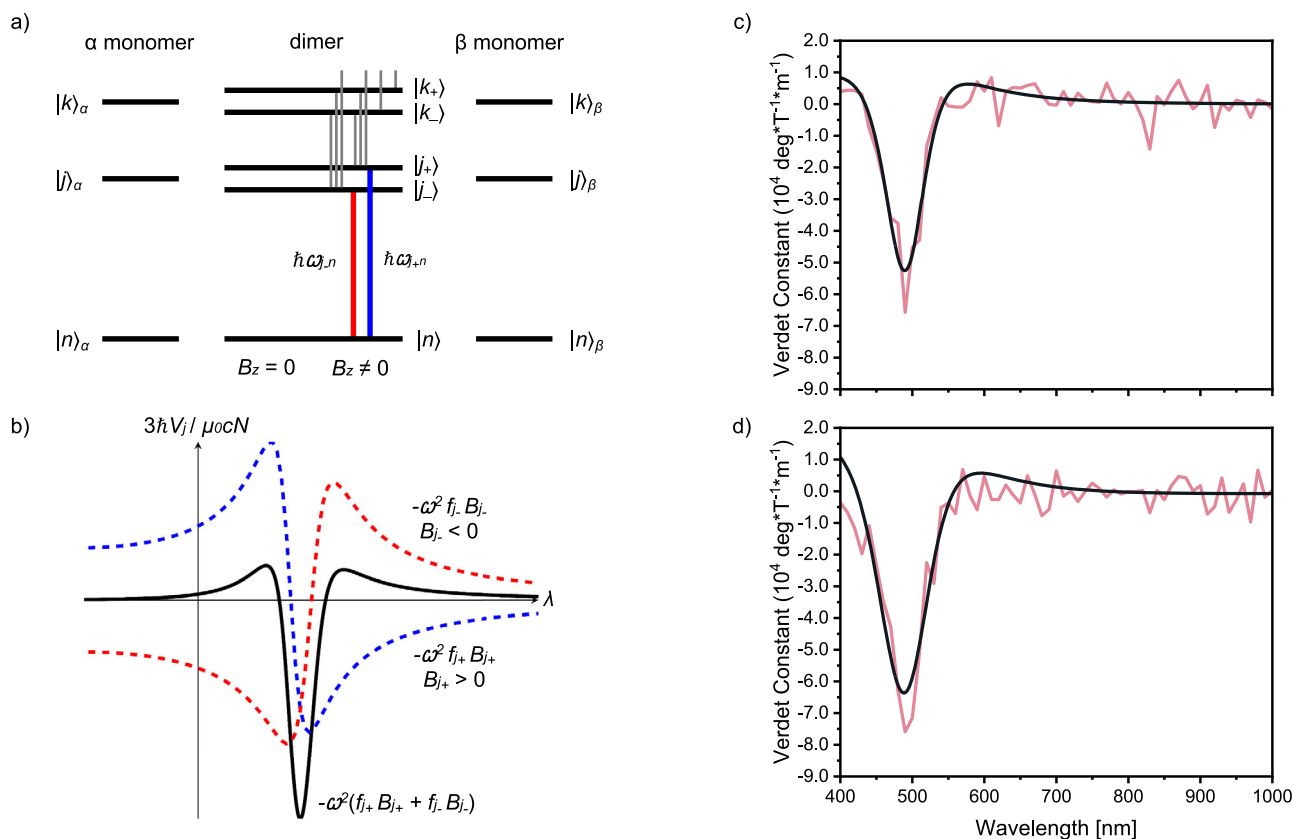 a)
α monomer
dimer
β monomer
|k⟩α
|k₊⟩
|k₋⟩
|k⟩β
|j⟩α
|j₊⟩
|j₋⟩
|j⟩β
ħωj₋n
ħωj₊n
|n⟩α
|n⟩
|n⟩β
Bz = 0
Bz ≠ 0
b)
3ħVj / μ0cN
-ω² fj₋ Bj₋
Bj₋ < 0
λ
-ω² fj₊ Bj₊
Bj₊ > 0
-ω²(fj₊ Bj₊ + fj₋ Bj₋)
c)
Verdet Constant (10⁴ deg*T⁻¹*m⁻¹)
2.0
1.0
0.0
-1.0
-2.0
-3.0
-4.0
-5.0
-6.0
-7.0
-8.0
-9.0
d)
Verdet Constant (10⁴ deg*T⁻¹*m⁻¹)
2.0
1.0
0.0
-1.0
-2.0
-3.0
-4.0
-5.0
-6.0
-7.0
-8.0
-9.0
400 500 600 700 800 900 1000
Wavelength [nm]